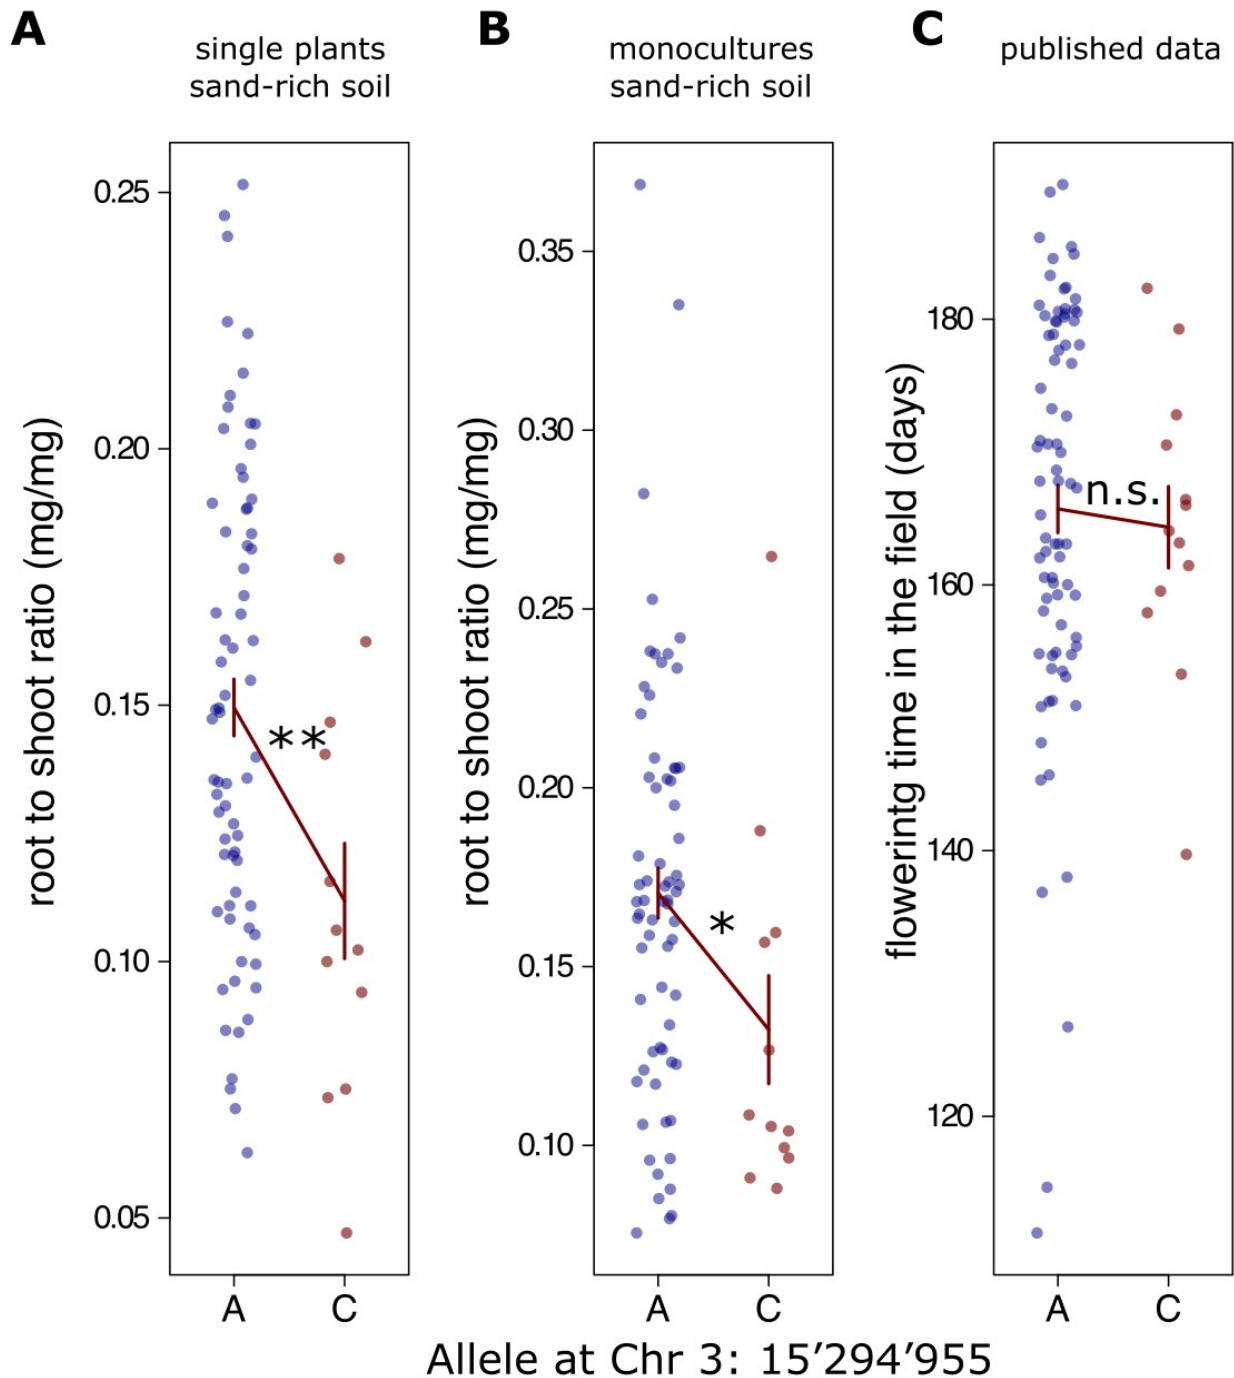 A
single plants
sand-rich soil
root to shoot ratio (mg/mg)
0.25
0.20
0.15
0.10
0.05
**
A
C
B
monocultures
sand-rich soil
root to shoot ratio (mg/mg)
0.35
0.30
0.25
0.20
0.15
0.10
*
A
C
C
published data
flowerintg time in the field (days)
180
160
140
120
n.s.
A
C
Allele at Chr 3: 15’294’955